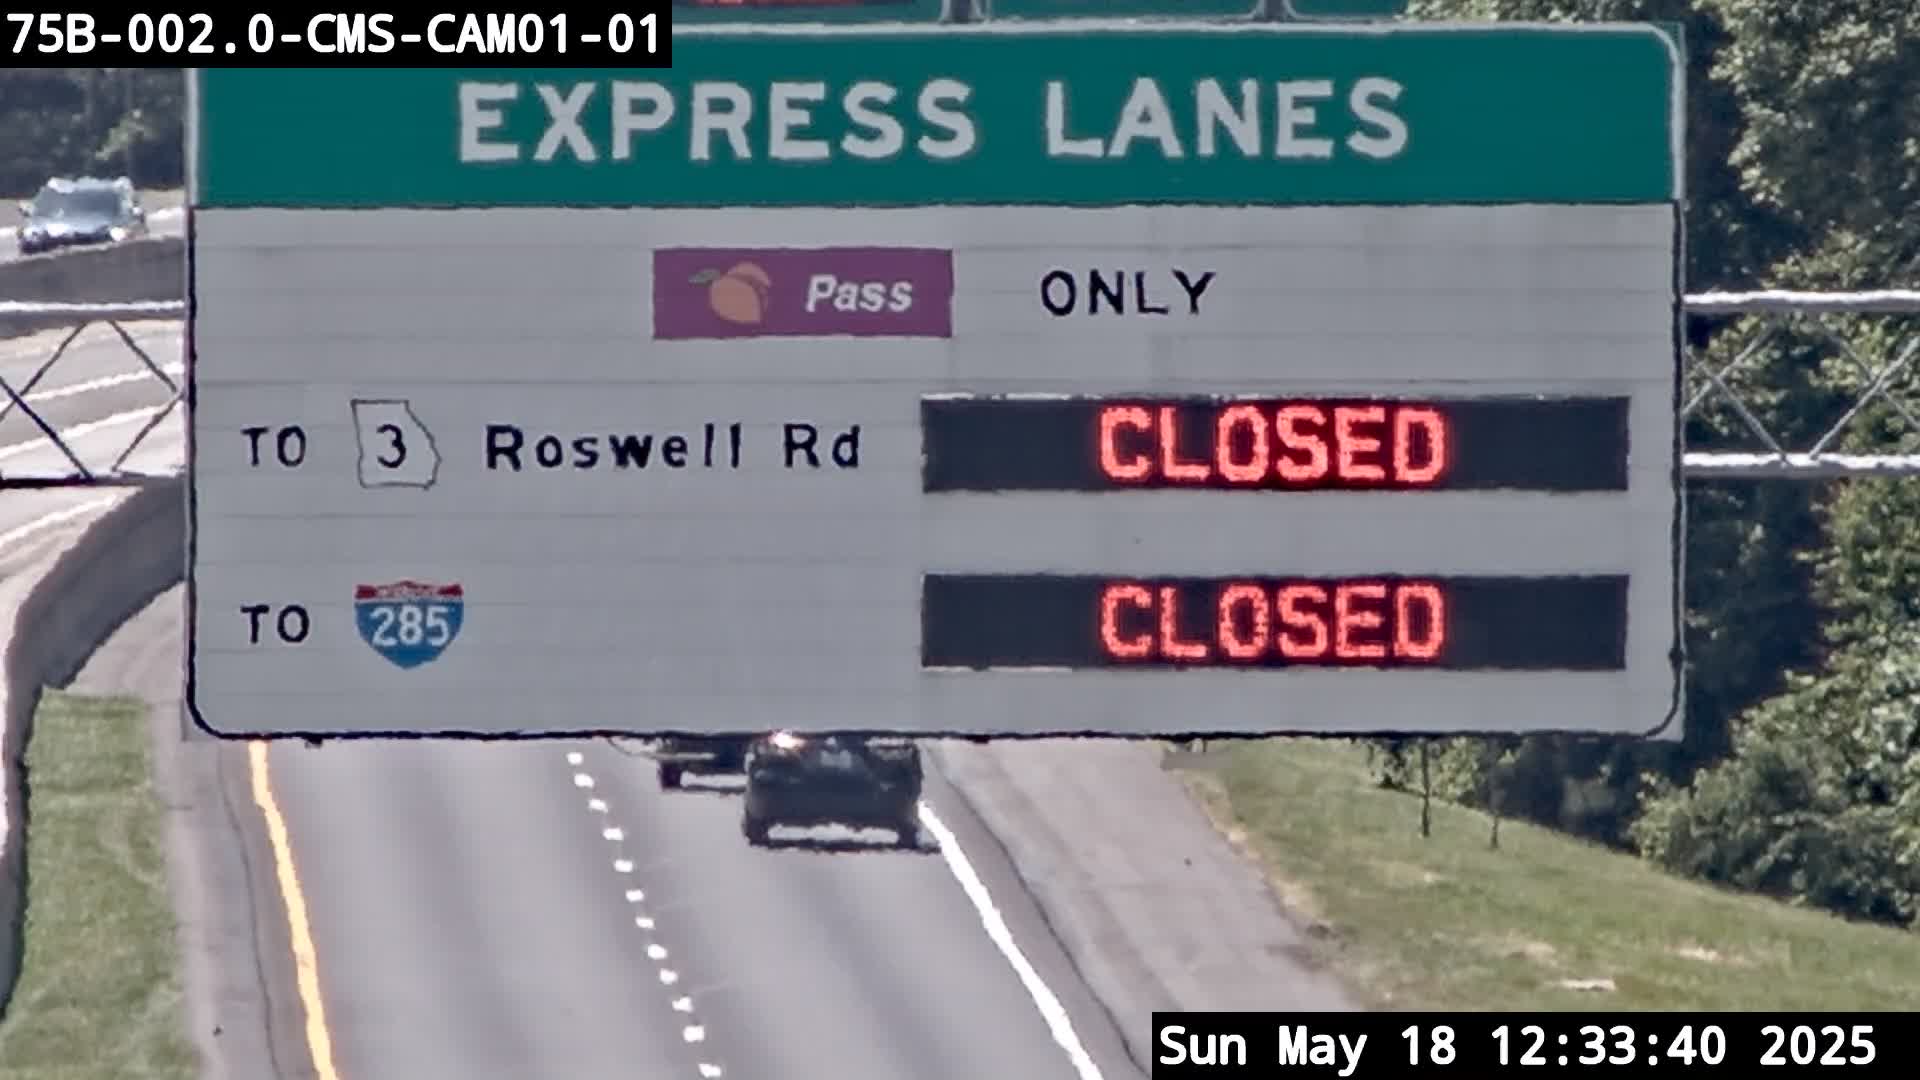 75B-002.0-CMS-CAM01-01
EXPRESS LANES
Pass ONLY
TO 3 Roswell Rd CLOSED
TO 285 CLOSED
Sun May 18 12:33:40 2025